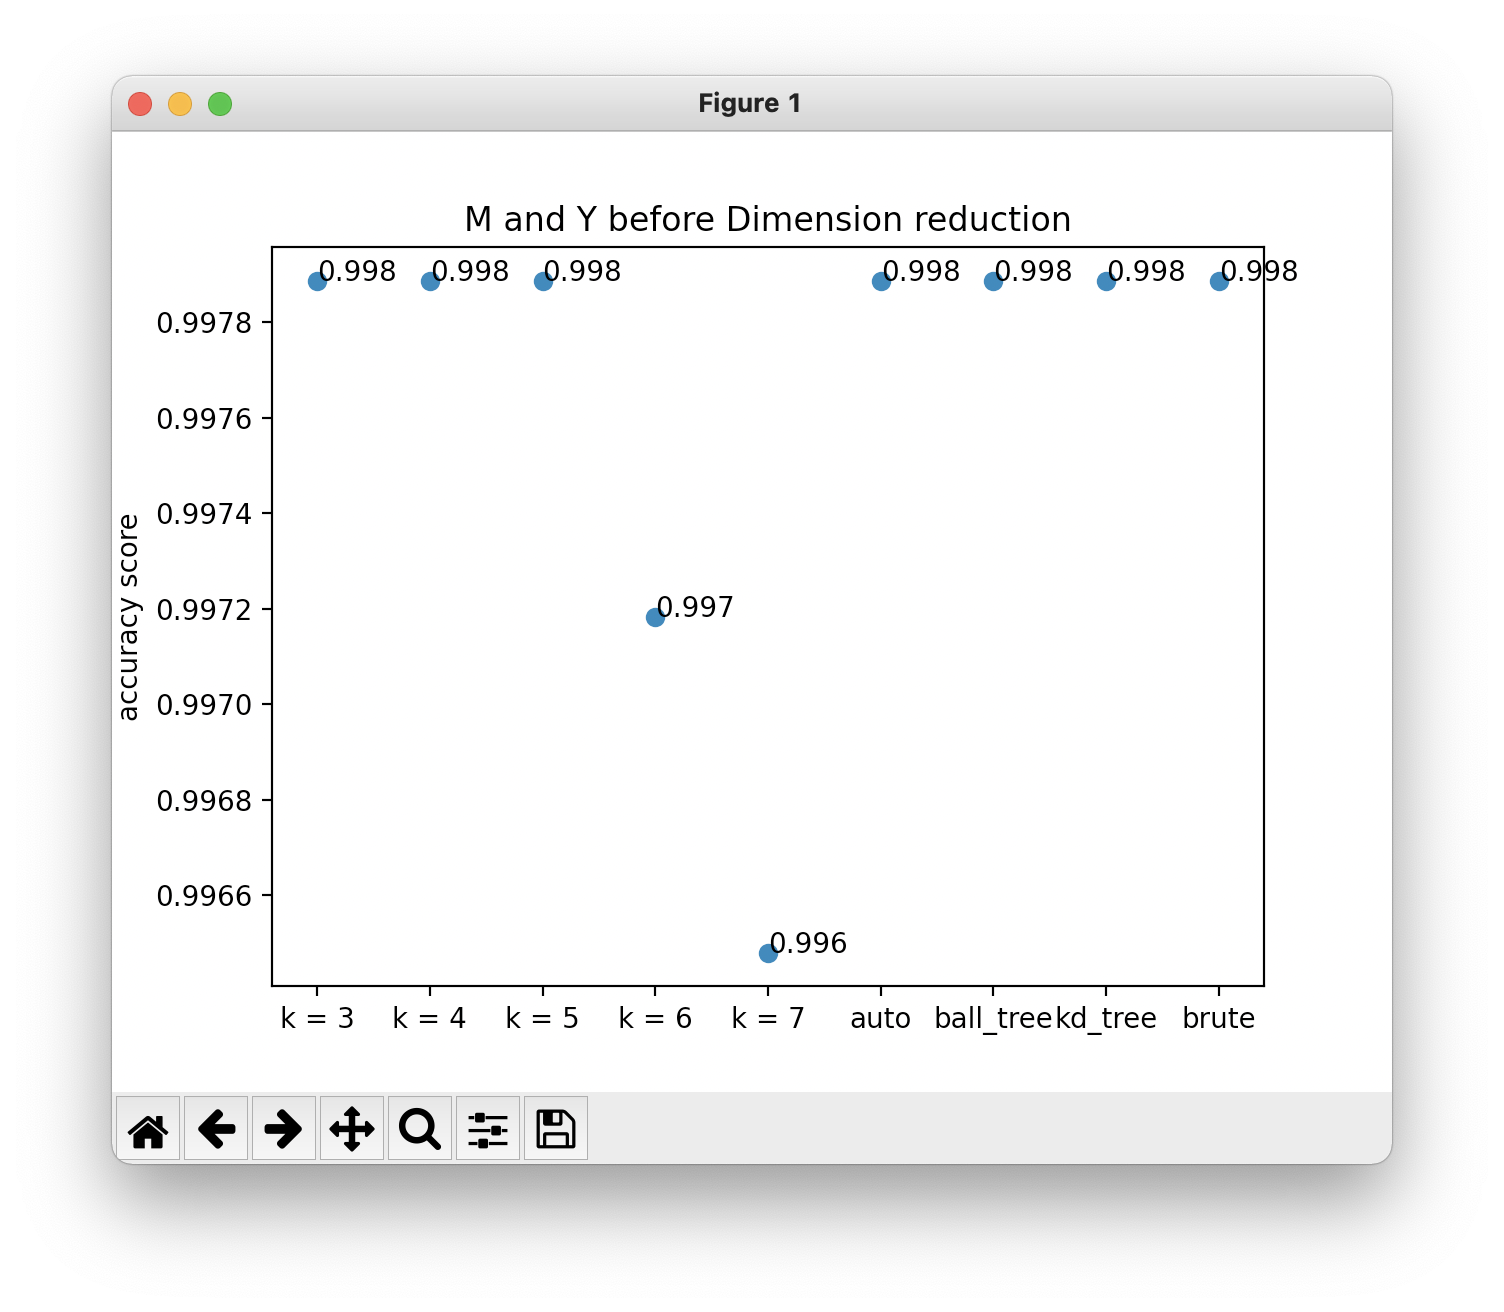 Figure 1
M and Y before Dimension reduction
0.998 0.998 0.998 0.998 0.998 0.998 0.998
0.9978
0.9976
0.9974
0.9972
0.997
0.9970
0.9968
0.9966
0.996
accuracy score
k = 3 k = 4 k = 5 k = 6 k = 7 auto ball_tree kd_tree brute